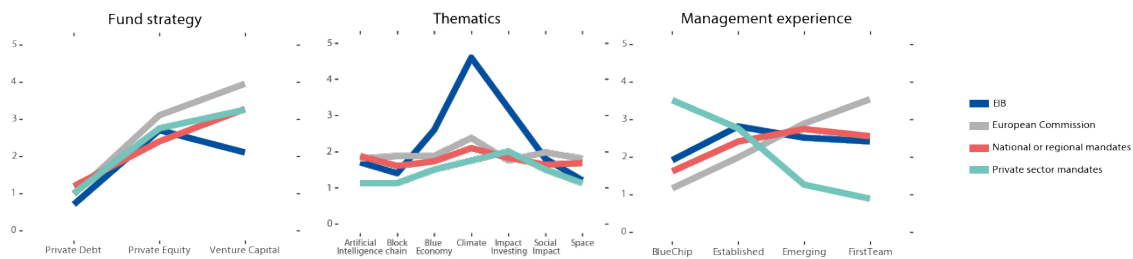 Fund strategy
5
4
3
2
1
0
Private Debt
Private Equity
Venture Capital
Thematics
5
4
3
2
1
0
Artificial
Intelligence
Block
chain
Blue
Economy
Climate
Impact
Investing
Social
Impact
Space
Management experience
5
4
3
2
1
0
BlueChip
Established
Emerging
FirstTeam
EIB
European Commission
National or regional mandates
Private sector mandates